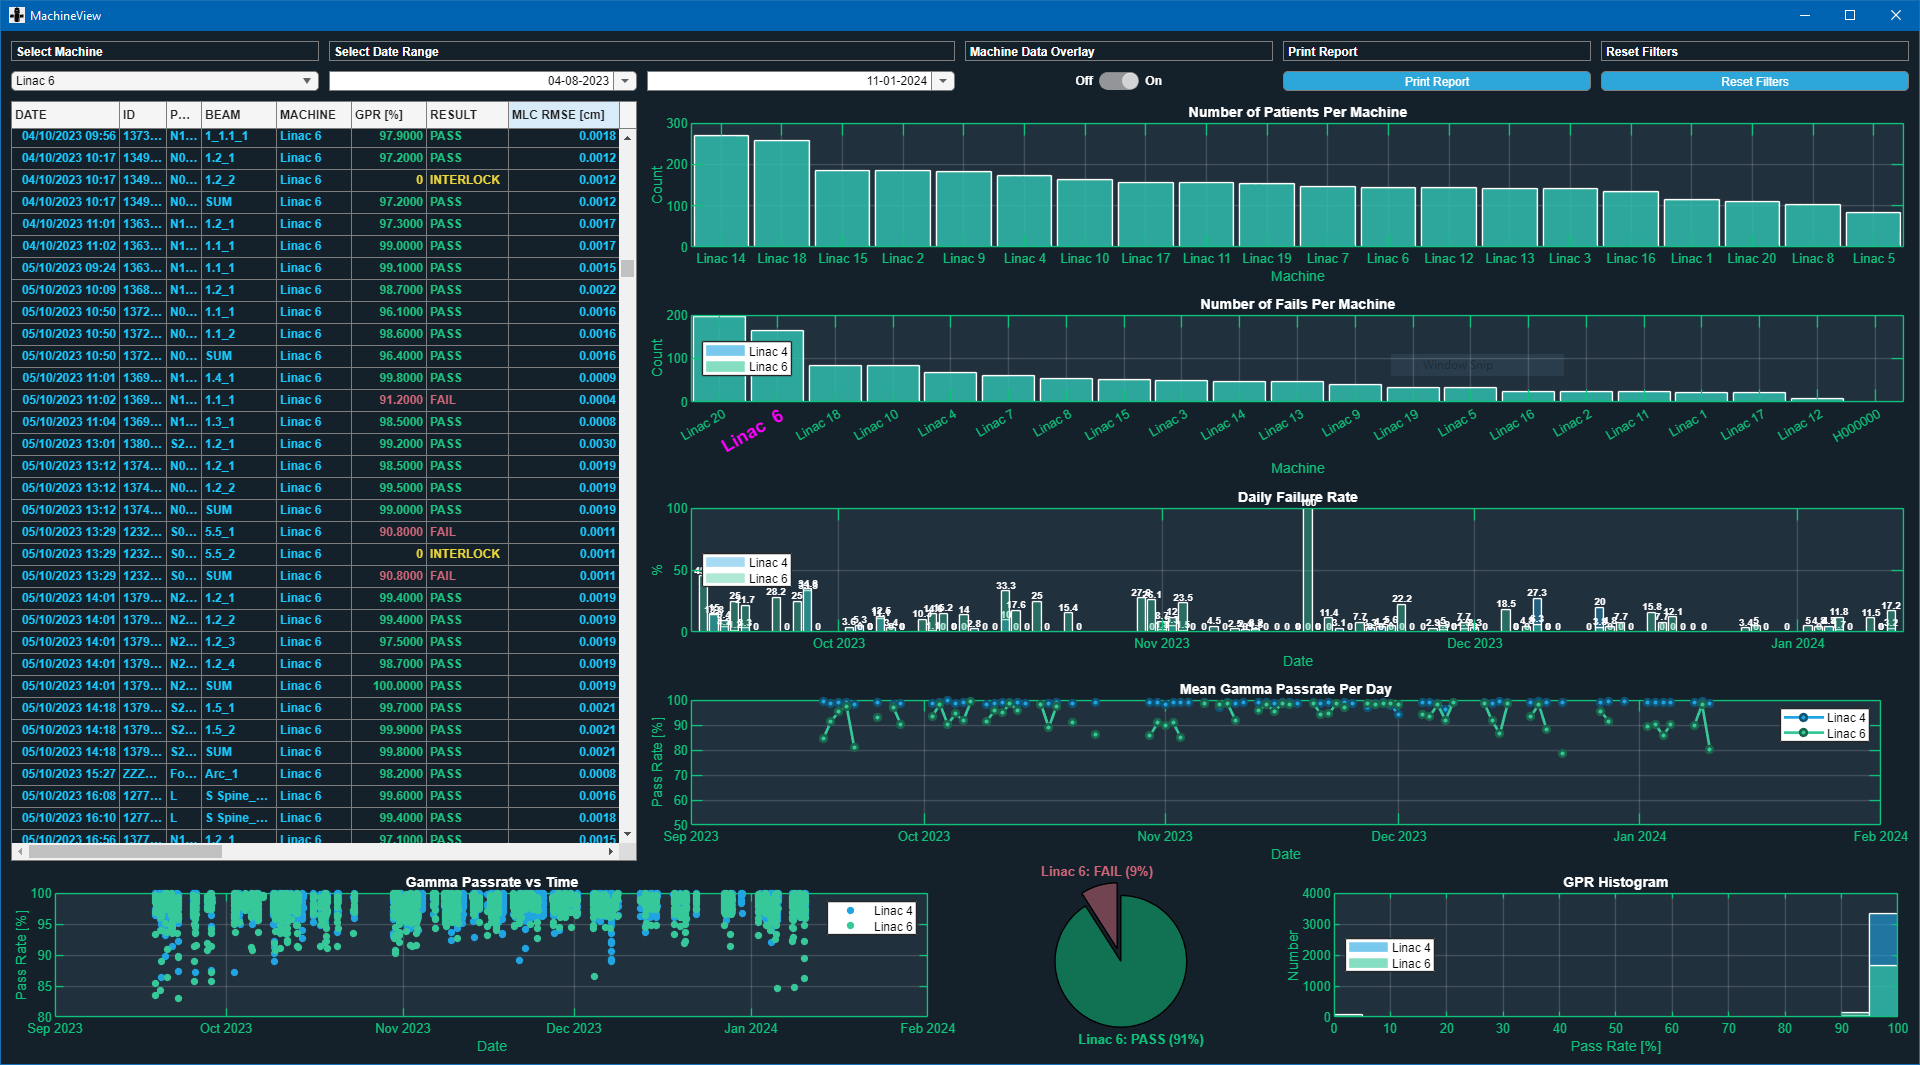 MachineView
Select Machine
Select Date Range
Machine Data Overlay
Print Report
Reset Filters
Linac 6
04-08-2023
11-01-2024
Off On
Print Report
Reset Filters
DATE ID P... BEAM MACHINE GPR [%] RESULT MLC RMSE [cm]
04/10/2023 09:56 1373... N1... 1_1.1_1 Linac 6 97.9000 PASS 0.0018
04/10/2023 10:17 1349... N0... 1.2_1 Linac 6 97.2000 PASS 0.0012
04/10/2023 10:17 1349... N0... 1.2_2 Linac 6 0 INTERLOCK 0.0012
04/10/2023 10:17 1349... N0... SUM Linac 6 97.2000 PASS 0.0012
04/10/2023 11:01 1363... N1... 1.2_1 Linac 6 97.3000 PASS 0.0017
04/10/2023 11:02 1363... N1... 1.1_1 Linac 6 99.0000 PASS 0.0017
05/10/2023 09:24 1363... N1... 1.1_1 Linac 6 99.1000 PASS 0.0015
05/10/2023 10:09 1368... N1... 1.2_1 Linac 6 98.7000 PASS 0.0022
05/10/2023 10:50 1372... N0... 1.1_1 Linac 6 96.1000 PASS 0.0016
05/10/2023 10:50 1372... N0... 1.1_2 Linac 6 98.6000 PASS 0.0016
05/10/2023 10:50 1372... N0... SUM Linac 6 96.4000 PASS 0.0016
05/10/2023 11:01 1369... N1... 1.4_1 Linac 6 99.8000 PASS 0.0009
05/10/2023 11:02 1369... N1... 1.1_1 Linac 6 91.2000 FAIL 0.0004
05/10/2023 11:04 1369... N1... 1.3_1 Linac 6 98.5000 PASS 0.0008
05/10/2023 13:01 1380... S2... 1.2_1 Linac 6 99.2000 PASS 0.0030
05/10/2023 13:12 1374... N0... 1.2_1 Linac 6 98.5000 PASS 0.0019
05/10/2023 13:12 1374... N0... 1.2_2 Linac 6 99.5000 PASS 0.0019
05/10/2023 13:12 1374... N0... SUM Linac 6 99.0000 PASS 0.0019
05/10/2023 13:29 1232... S0... 5.5_1 Linac 6 90.8000 FAIL 0.0011
05/10/2023 13:29 1232... S0... 5.5_2 Linac 6 0 INTERLOCK 0.0011
05/10/2023 13:29 1232... S0... SUM Linac 6 90.8000 FAIL 0.0011
05/10/2023 14:01 1379... N2... 1.2_1 Linac 6 99.4000 PASS 0.0019
05/10/2023 14:01 1379... N2... 1.2_2 Linac 6 99.4000 PASS 0.0019
05/10/2023 14:01 1379... N2... 1.2_3 Linac 6 97.5000 PASS 0.0019
05/10/2023 14:01 1379... N2... 1.2_4 Linac 6 98.7000 PASS 0.0019
05/10/2023 14:01 1379... N2... SUM Linac 6 100.0000 PASS 0.0019
05/10/2023 14:18 1379... S2... 1.5_1 Linac 6 99.7000 PASS 0.0021
05/10/2023 14:18 1379... S2... 1.5_2 Linac 6 99.9000 PASS 0.0021
05/10/2023 14:18 1379... S2... SUM Linac 6 99.8000 PASS 0.0021
05/10/2023 15:27 ZZZ... Fo... Arc_1 Linac 6 98.2000 PASS 0.0008
05/10/2023 16:08 1277... L S Spine_... Linac 6 99.6000 PASS 0.0016
05/10/2023 16:10 1277... L S Spine_... Linac 6 99.4000 PASS 0.0018
05/10/2023 16:56 1377... N1... 1.2_1 Linac 6 97.1000 PASS 0.0015
Number of Patients Per Machine
Count
300
200
100
0
Linac 14 Linac 18 Linac 15 Linac 2 Linac 9 Linac 4 Linac 10 Linac 17 Linac 11 Linac 19 Linac 7 Linac 6 Linac 12 Linac 13 Linac 3 Linac 16 Linac 1 Linac 20 Linac 8 Linac 5
Machine
Number of Fails Per Machine
Count
200
100
0
Linac 4
Linac 6
Window Snip
Linac 20 Linac 6 Linac 18 Linac 10 Linac 4 Linac 7 Linac 8 Linac 15 Linac 3 Linac 14 Linac 13 Linac 9 Linac 19 Linac 5 Linac 16 Linac 2 Linac 11 Linac 1 Linac 17 Linac 12 H000000
Machine
Daily Failure Rate
%
100
50
0
Linac 4
Linac 6
100
25 21.7 28.2 25 15.2 14 33.3 17.6 25 15.4 23.5 4.5 11.4 3.1 22.2 18.5 27.3 20 15.8 12.1 11.8 11.5 17.2
Oct 2023 Nov 2023 Dec 2023 Jan 2024
Date
Mean Gamma Passrate Per Day
Pass Rate [%]
100
90
80
70
60
50
Linac 4
Linac 6
Sep 2023 Oct 2023 Nov 2023 Dec 2023 Jan 2024 Feb 2024
Date
Gamma Passrate vs Time
Pass Rate [%]
100
95
90
85
80
Linac 4
Linac 6
Sep 2023 Oct 2023 Nov 2023 Dec 2023 Jan 2024 Feb 2024
Date
Linac 6: FAIL (9%)
Linac 6: PASS (91%)
GPR Histogram
Number
4000
3000
2000
1000
0
Linac 4
Linac 6
0 10 20 30 40 50 60 70 80 90 100
Pass Rate [%]